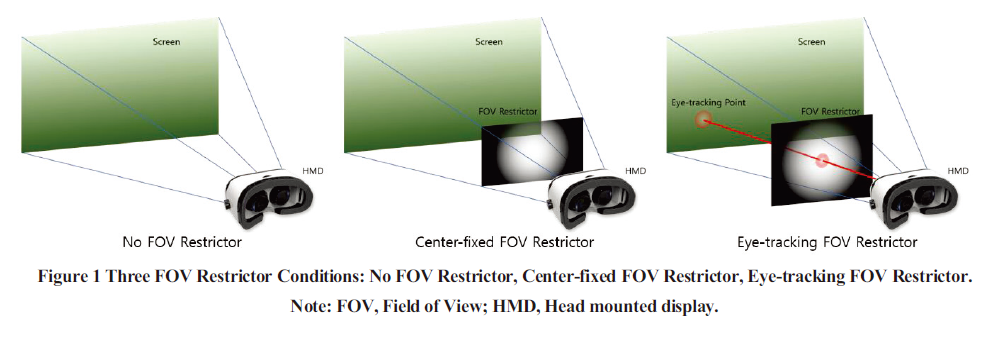 Screen
HMD
No FOV Restrictor
Screen
FOV Restrictor
HMD
Center-fixed FOV Restrictor
Screen
Eye-tracking Point
FOV Restrictor
HMD
Eye-tracking FOV Restrictor
Figure 1 Three FOV Restrictor Conditions: No FOV Restrictor, Center-fixed FOV Restrictor, Eye-tracking FOV Restrictor.
Note: FOV, Field of View; HMD, Head mounted display.